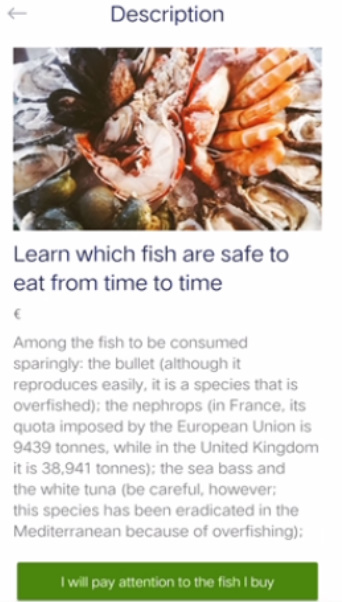 Description
Learn which fish are safe to
eat from time to time
€
Among the fish to be consumed
sparingly: the bullet (although it
reproduces easily, it is a species that is
overfished); the nephrops (in France, its
quota imposed by the European Union is
9439 tonnes, while in the United Kingdom
it is 38,941 tonnes); the sea bass and
the white tuna (be careful, however;
this species has been eradicated in the
Mediterranean because of overfishing);
I will pay attention to the fish I buy